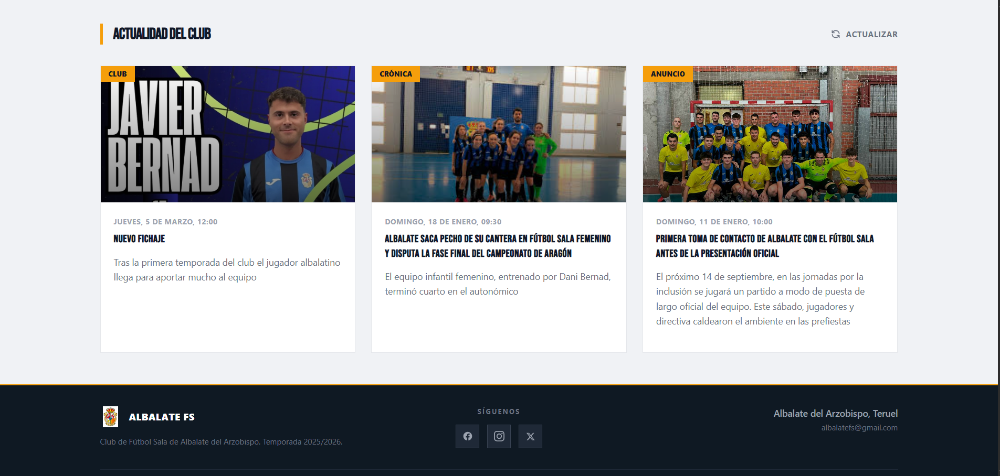 ACTUALIDAD DEL CLUB
ACTUALIZAR
CLUB
JAVIER
BERNAD
JUEVES, 5 DE MARZO, 12:00
NUEVO FICHAJE
Tras la primera temporada del club el jugador albalatino
llega para aportar mucho al equipo
CRÓNICA
DOMINGO, 18 DE ENERO, 09:30
ALBALATE SACA PECHO DE SU CANTERA EN FÚTBOL SALA FEMENINO
Y DISPUTA LA FASE FINAL DEL CAMPEONATO DE ARAGÓN
El equipo infantil femenino, entrenado por Dani Bernad,
terminó cuarto en el autonómico
ANUNCIO
DOMINGO, 11 DE ENERO, 10:00
PRIMERA TOMA DE CONTACTO DE ALBALATE CON EL FÚTBOL SALA
ANTES DE LA PRESENTACIÓN OFICIAL
El próximo 14 de septiembre, en las jornadas por la
inclusión se jugará un partido a modo de puesta de
largo oficial del equipo. Este sábado, jugadores y
directiva caldearon el ambiente en las prefiestas
ALBALATE FS
Club de Fútbol Sala de Albalate del Arzobispo. Temporada 2025/2026.
SÍGUENOS
Albalate del Arzobispo, Teruel
albalatefs@gmail.com